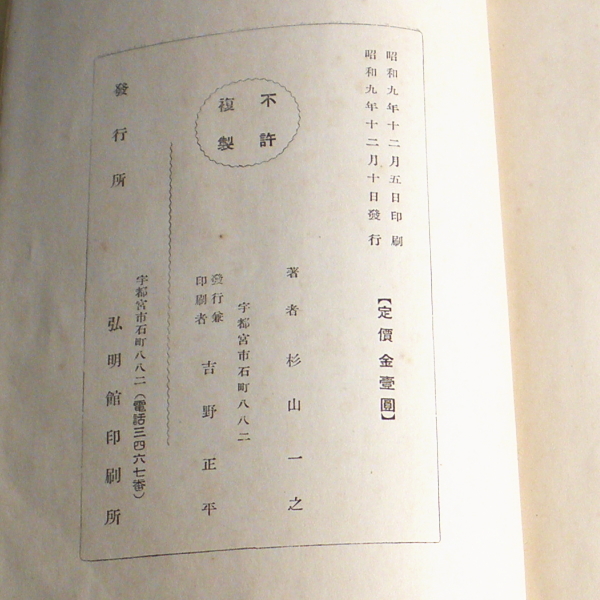 昭和九年十二月五日印刷
昭和九年十二月十日發行
【定價金壹圓】
不許
複製
著者 杉山一之
宇都宮市石町八八二
發行兼
印刷者 吉野正平
宇都宮市石町八八二(電話三四六七番)
發行所 弘明館印刷所